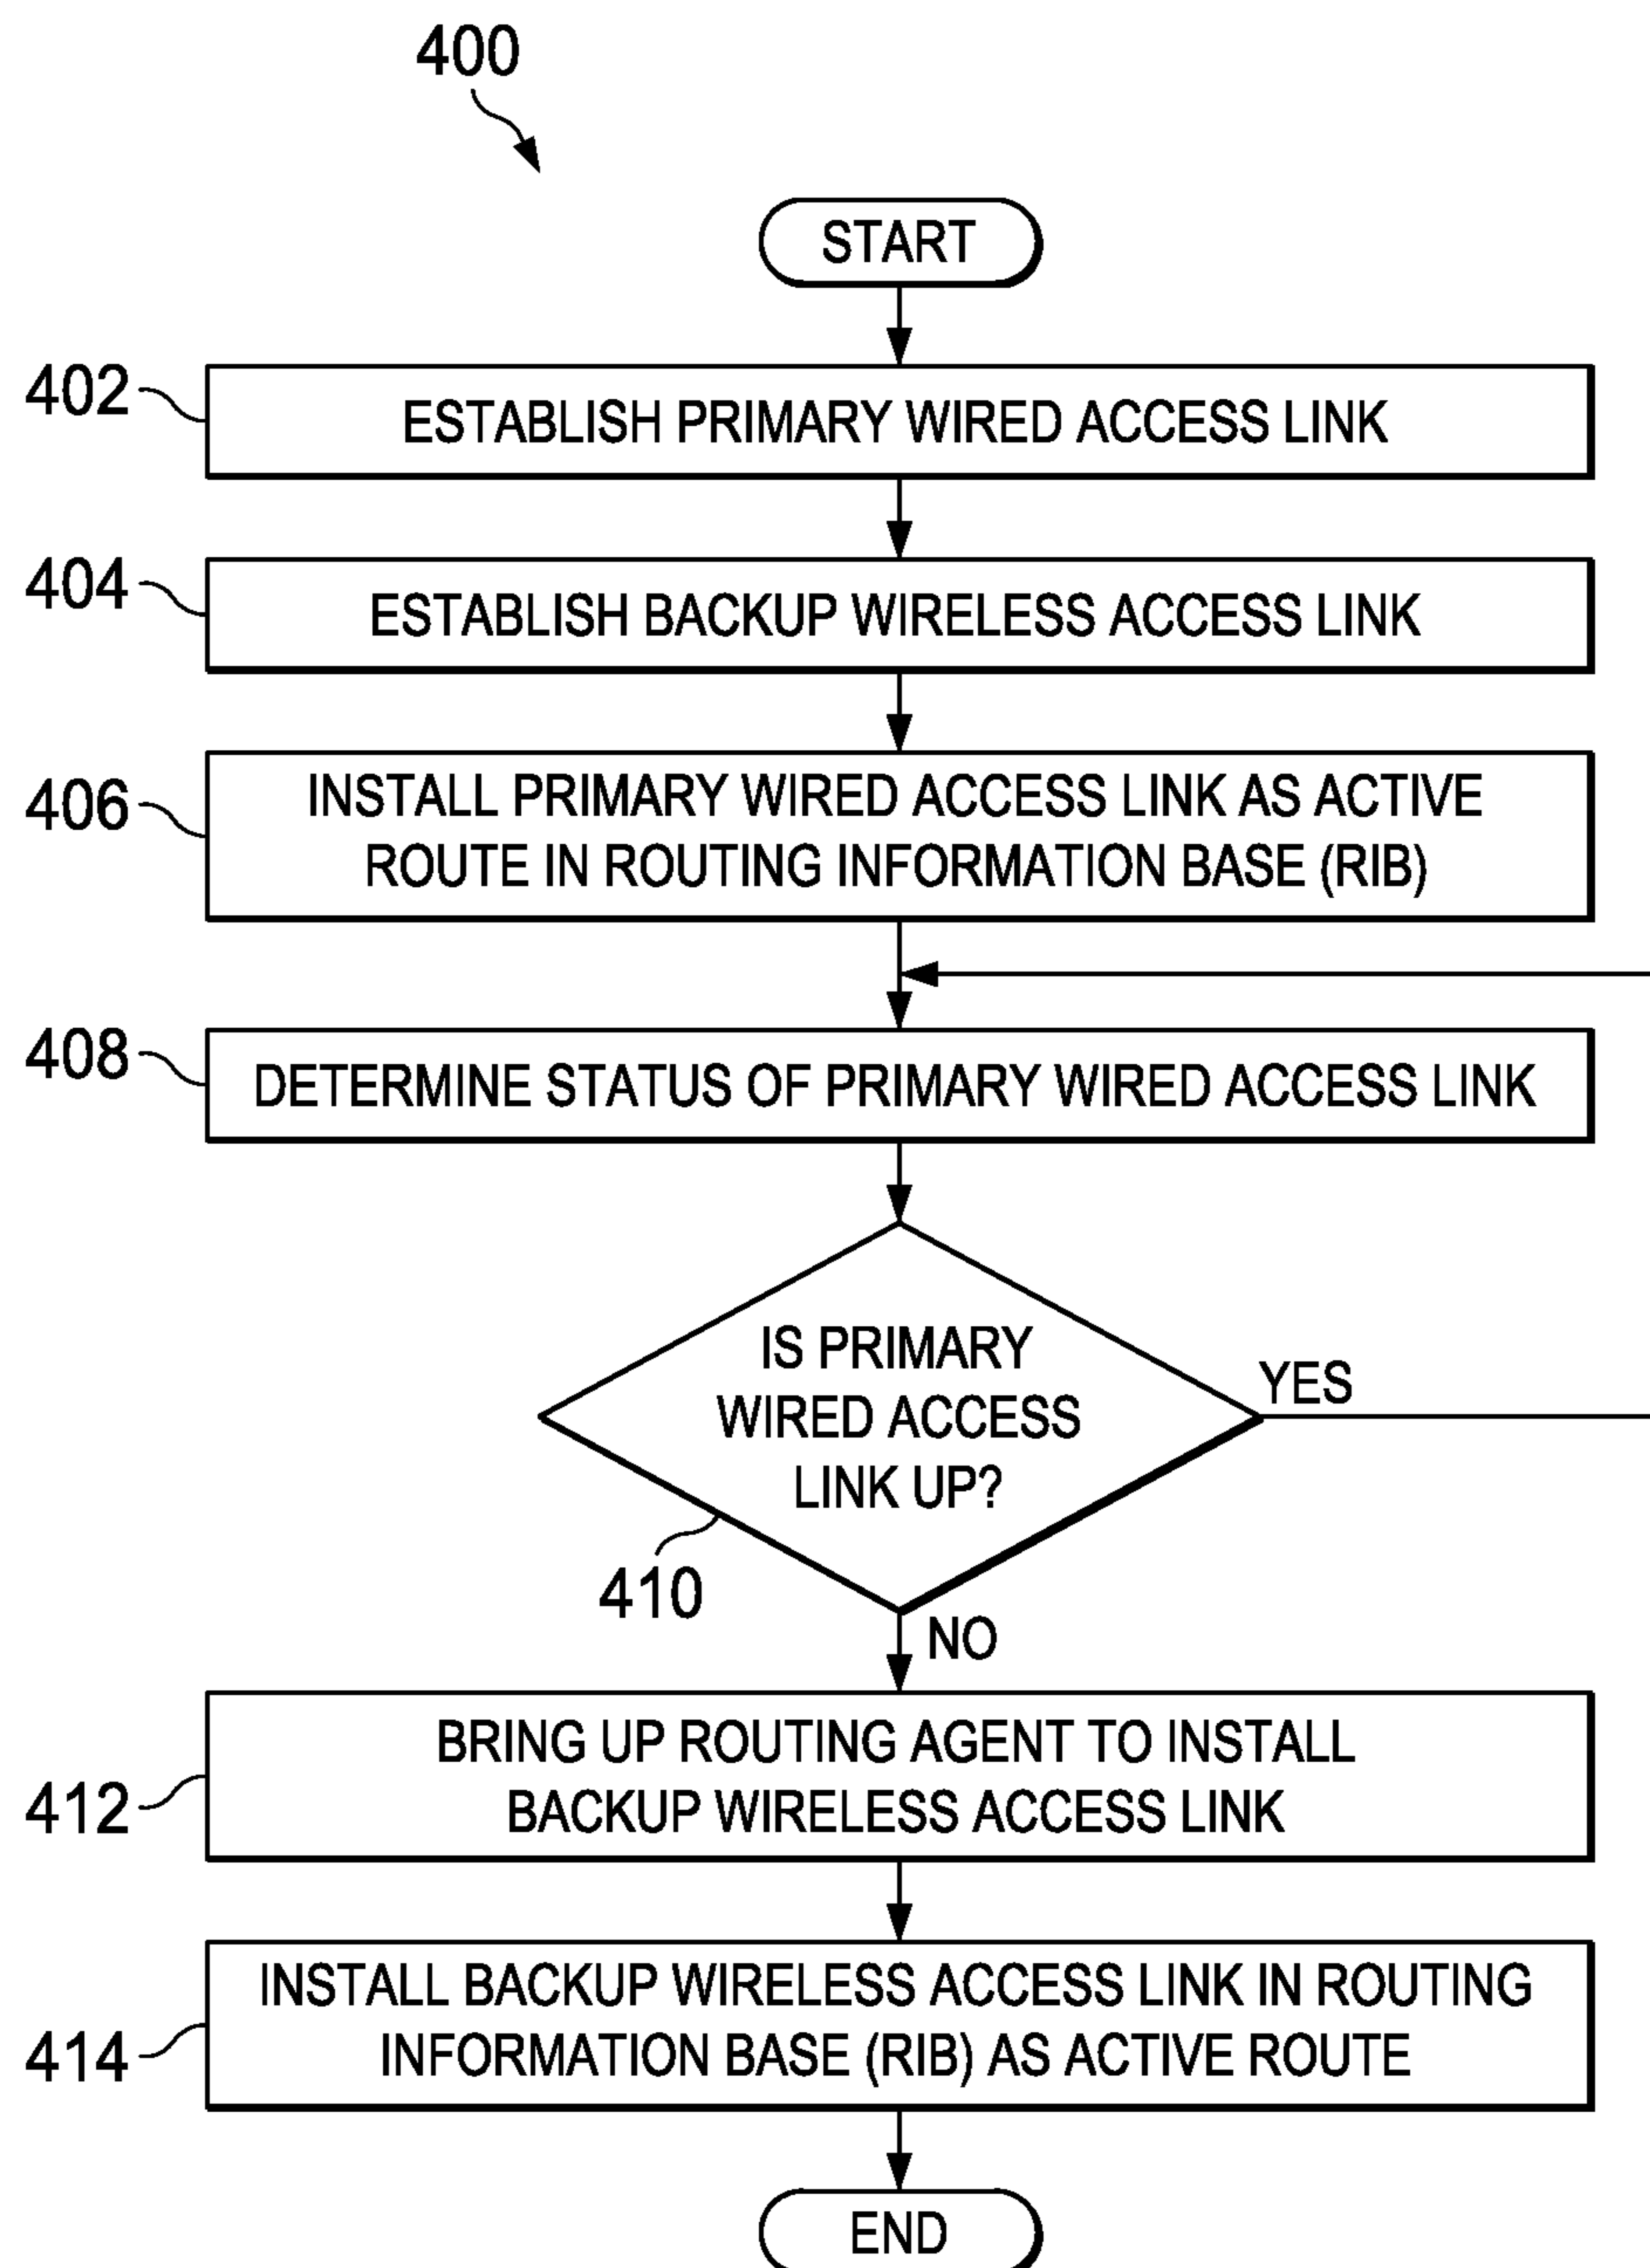 400
START
402
ESTABLISH PRIMARY WIRED ACCESS LINK
404
ESTABLISH BACKUP WIRELESS ACCESS LINK
406
INSTALL PRIMARY WIRED ACCESS LINK AS ACTIVE
ROUTE IN ROUTING INFORMATION BASE (RIB)
408
DETERMINE STATUS OF PRIMARY WIRED ACCESS LINK
IS PRIMARY
WIRED ACCESS
LINK UP?
YES
410
NO
412
BRING UP ROUTING AGENT TO INSTALL
BACKUP WIRELESS ACCESS LINK
414
INSTALL BACKUP WIRELESS ACCESS LINK IN ROUTING
INFORMATION BASE (RIB) AS ACTIVE ROUTE
END